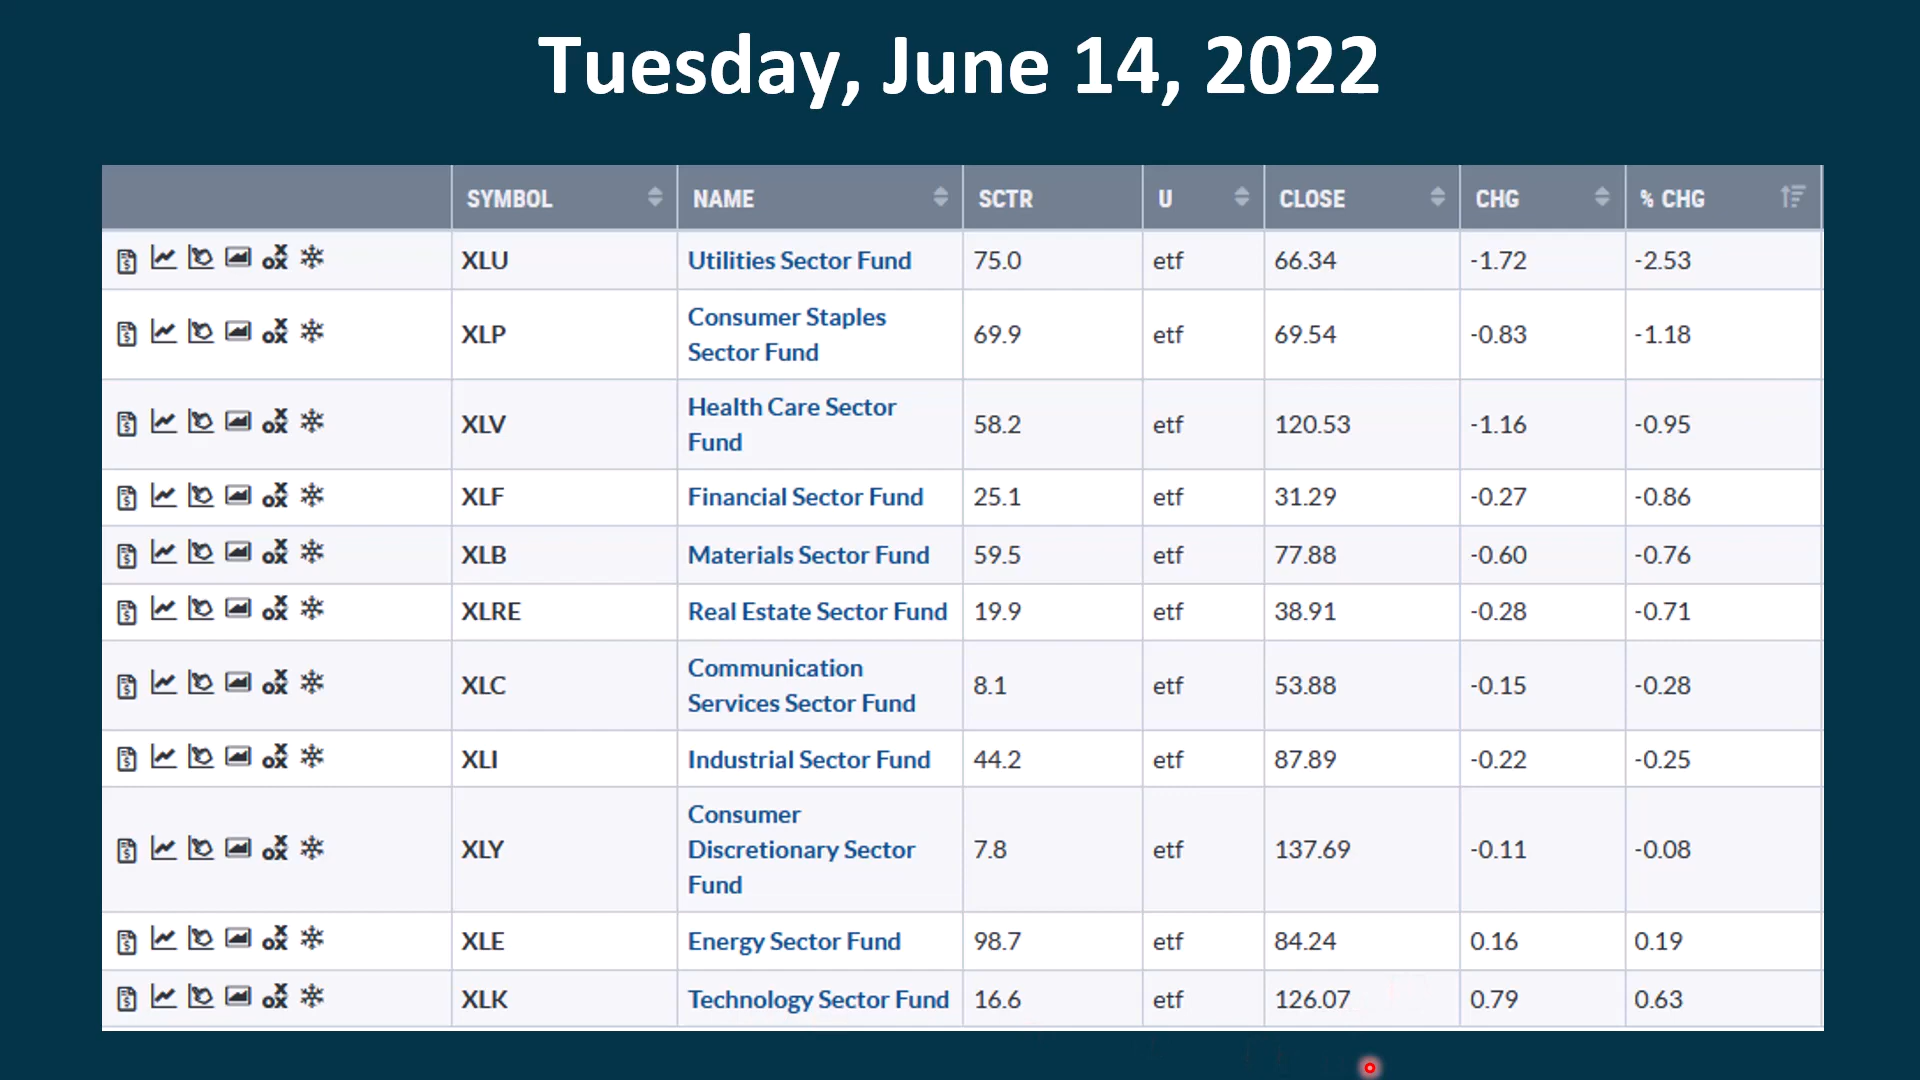 Tuesday, June 14, 2022
SYMBOL NAME SCTR U CLOSE CHG % CHG
XLU Utilities Sector Fund 75.0 etf 66.34 -1.72 -2.53
XLP Consumer Staples Sector Fund 69.9 etf 69.54 -0.83 -1.18
XLV Health Care Sector Fund 58.2 etf 120.53 -1.16 -0.95
XLF Financial Sector Fund 25.1 etf 31.29 -0.27 -0.86
XLB Materials Sector Fund 59.5 etf 77.88 -0.60 -0.76
XLRE Real Estate Sector Fund 19.9 etf 38.91 -0.28 -0.71
XLC Communication Services Sector Fund 8.1 etf 53.88 -0.15 -0.28
XLI Industrial Sector Fund 44.2 etf 87.89 -0.22 -0.25
XLY Consumer Discretionary Sector Fund 7.8 etf 137.69 -0.11 -0.08
XLE Energy Sector Fund 98.7 etf 84.24 0.16 0.19
XLK Technology Sector Fund 16.6 etf 126.07 0.79 0.63